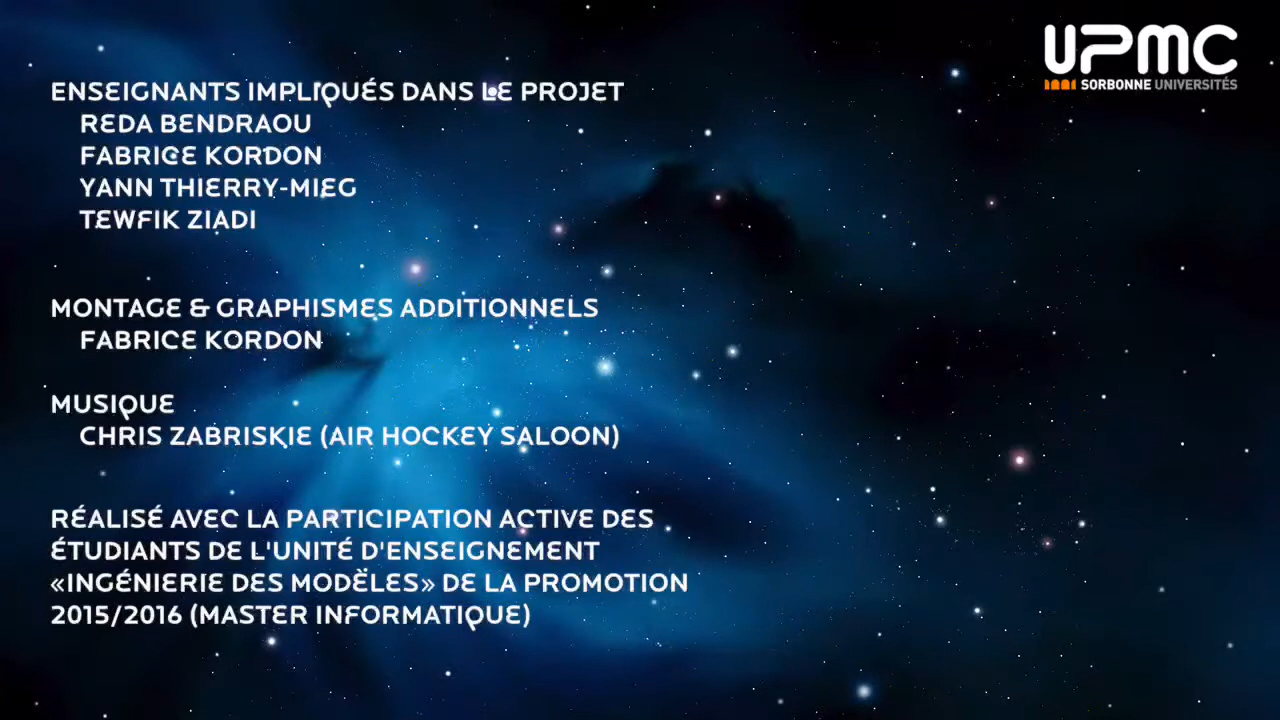 UPMC
SORBONNE UNIVERSITÉS
ENSEIGNANTS IMPLIQUÉS DANS LE PROJET
REDA BENDRAOU
FABRICE KORDON
YANN THIERRY-MIEG
TEWFIK ZIADI
MONTAGE & GRAPHISMES ADDITIONNELS
FABRICE KORDON
MUSIQUE
CHRIS ZABRISKIE (AIR HOCKEY SALOON)
RÉALISÉ AVEC LA PARTICIPATION ACTIVE DES
ÉTUDIANTS DE L'UNITÉ D'ENSEIGNEMENT
«INGÉNIERIE DES MODÈLES» DE LA PROMOTION
2015/2016 (MASTER INFORMATIQUE)